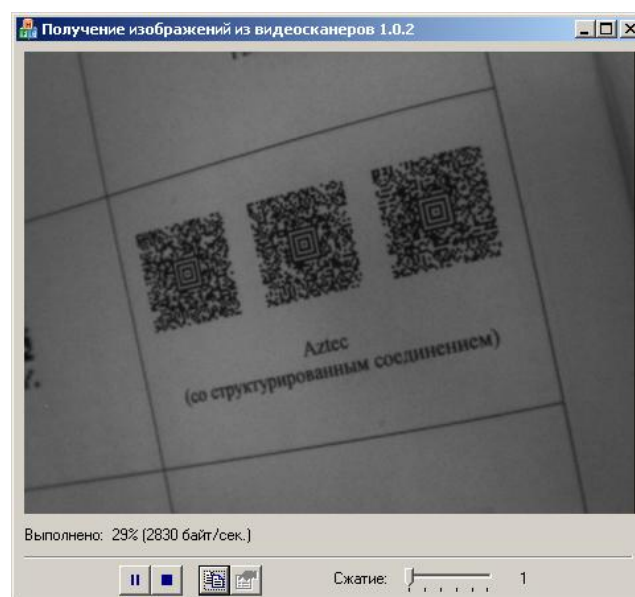 Получение изображений из видеосканеров 1.0.2
Aztec
(со структурированным соединением)
Выполнено: 29% (2830 байт/сек.)
Сжатие: 1